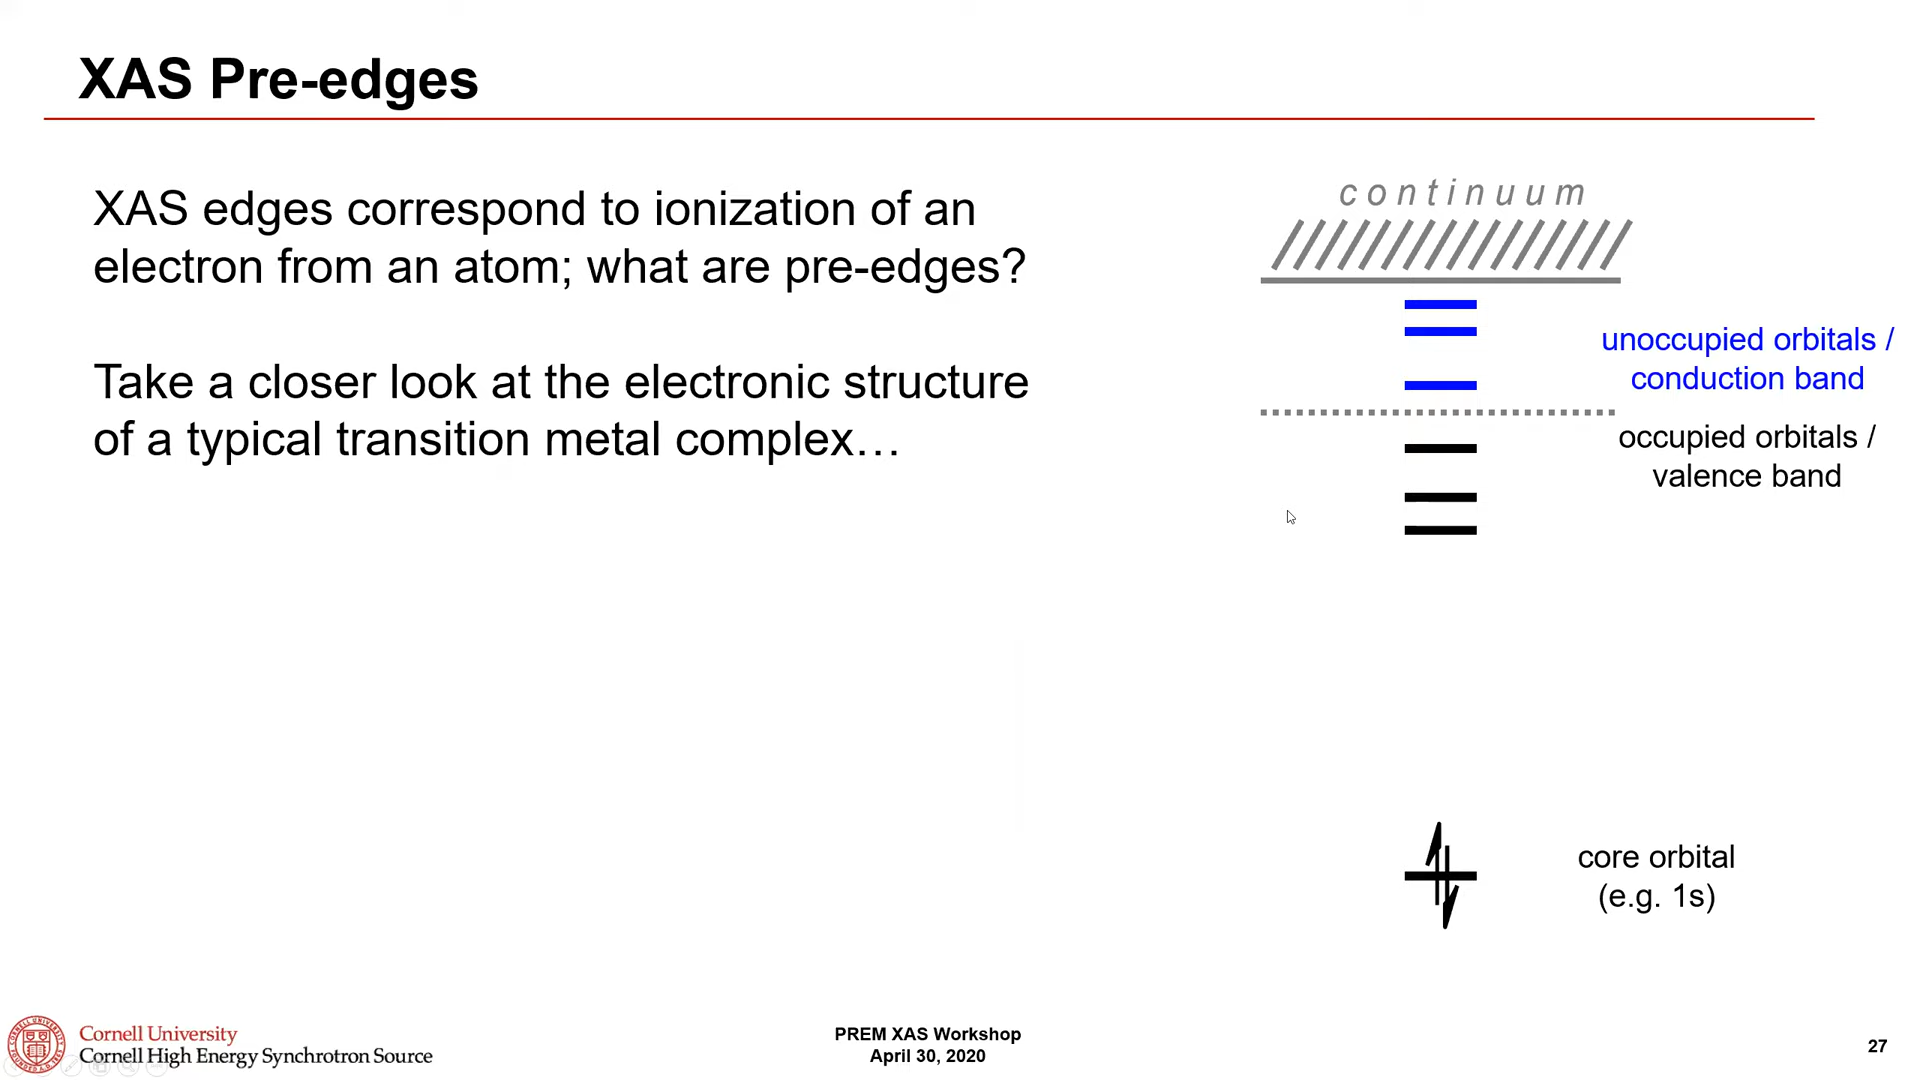 XAS Pre-edges
XAS edges correspond to ionization of an
electron from an atom; what are pre-edges?
Take a closer look at the electronic structure
of a typical transition metal complex…
continuum
unoccupied orbitals /
conduction band
occupied orbitals /
valence band
core orbital
(e.g. 1s)
Cornell University
Cornell High Energy Synchrotron Source
PREM XAS Workshop
April 30, 2020
27